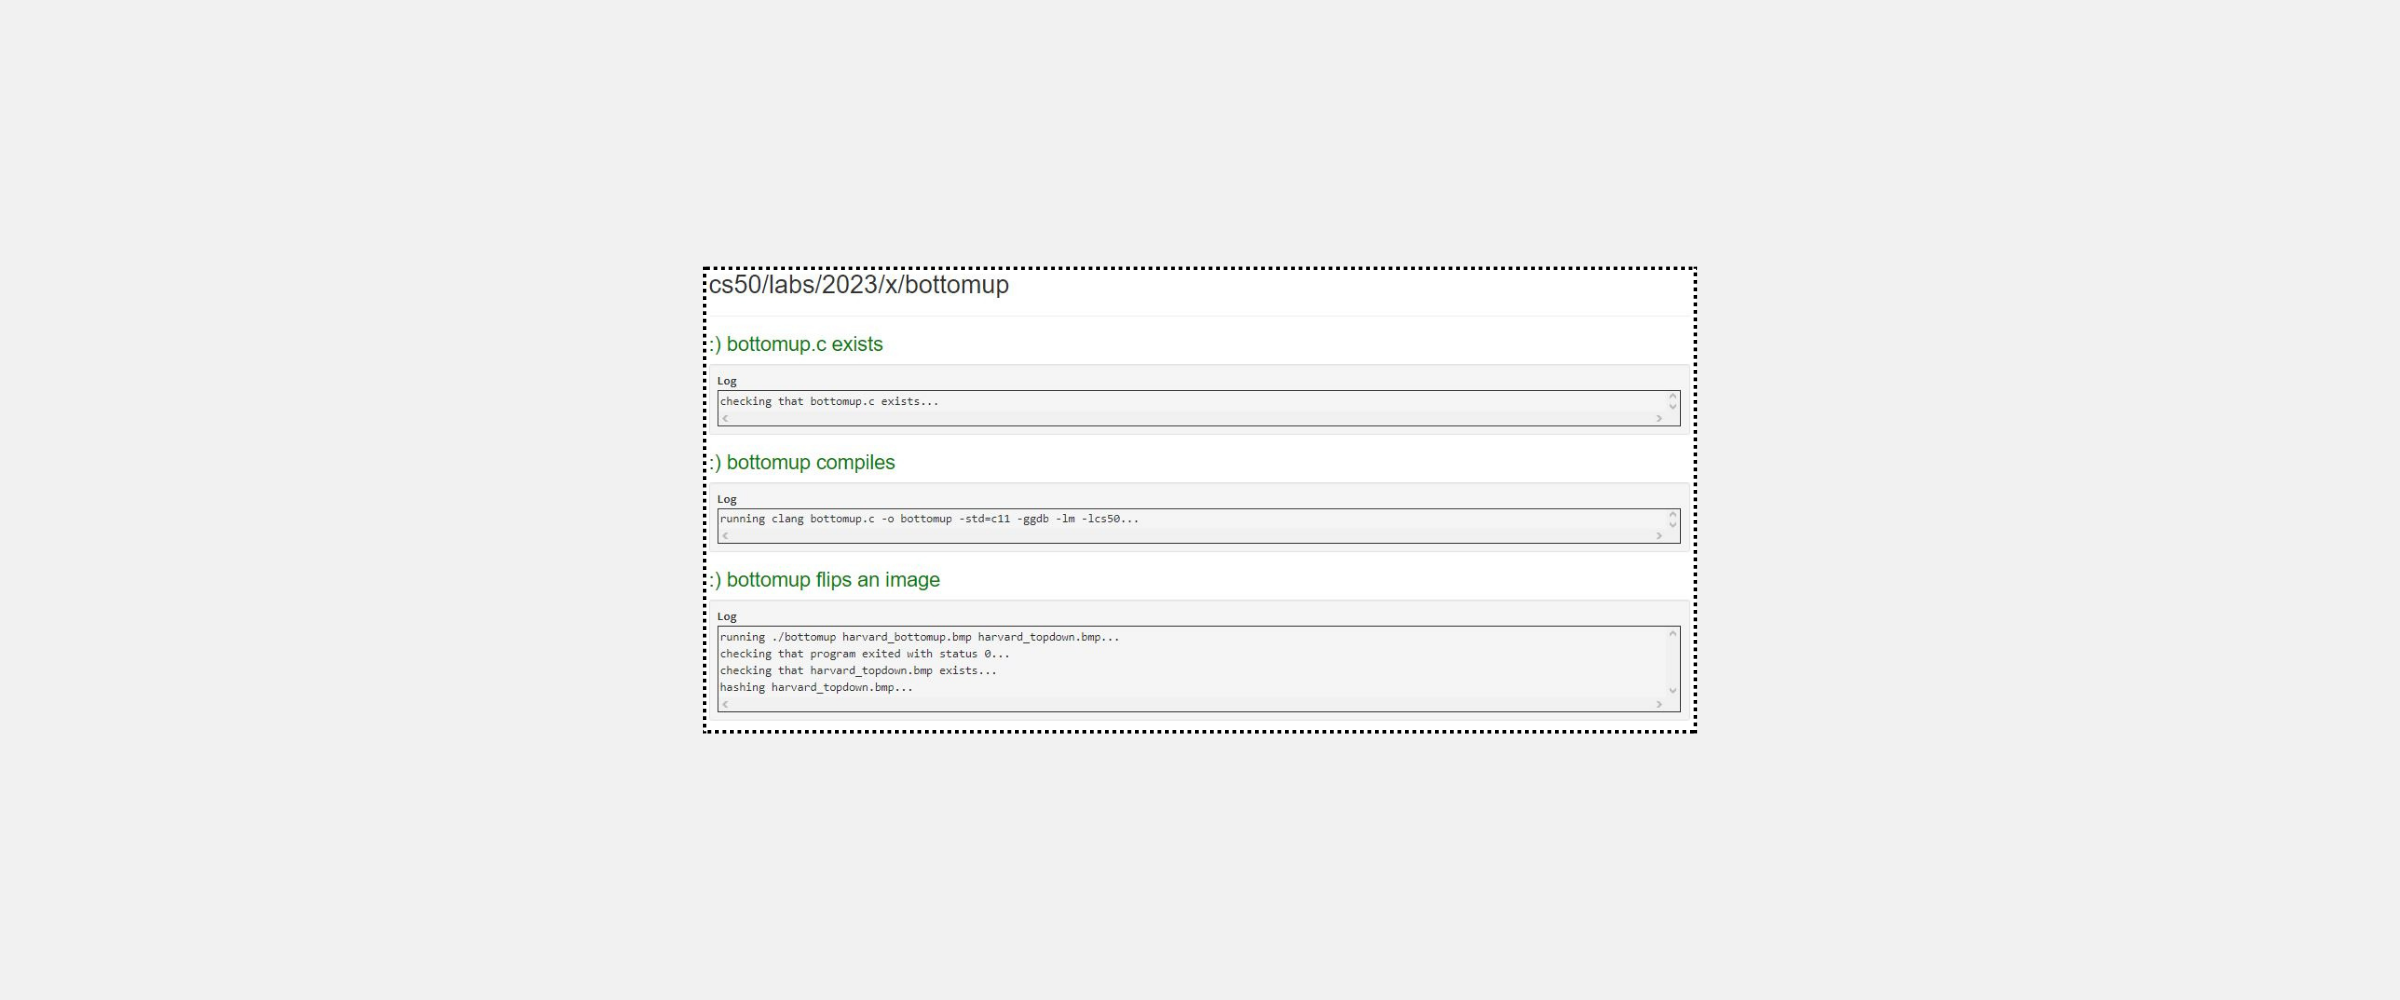 cs50/labs/2023/x/bottomup
:) bottomup.c exists
Log
checking that bottomup.c exists...
:) bottomup compiles
Log
running clang bottomup.c -o bottomup -std=c11 -ggdb -lm -lcs50...
:) bottomup flips an image
Log
running ./bottomup harvard_bottomup.bmp harvard_topdown.bmp...
checking that program exited with status 0...
checking that harvard_topdown.bmp exists...
hashing harvard_topdown.bmp...